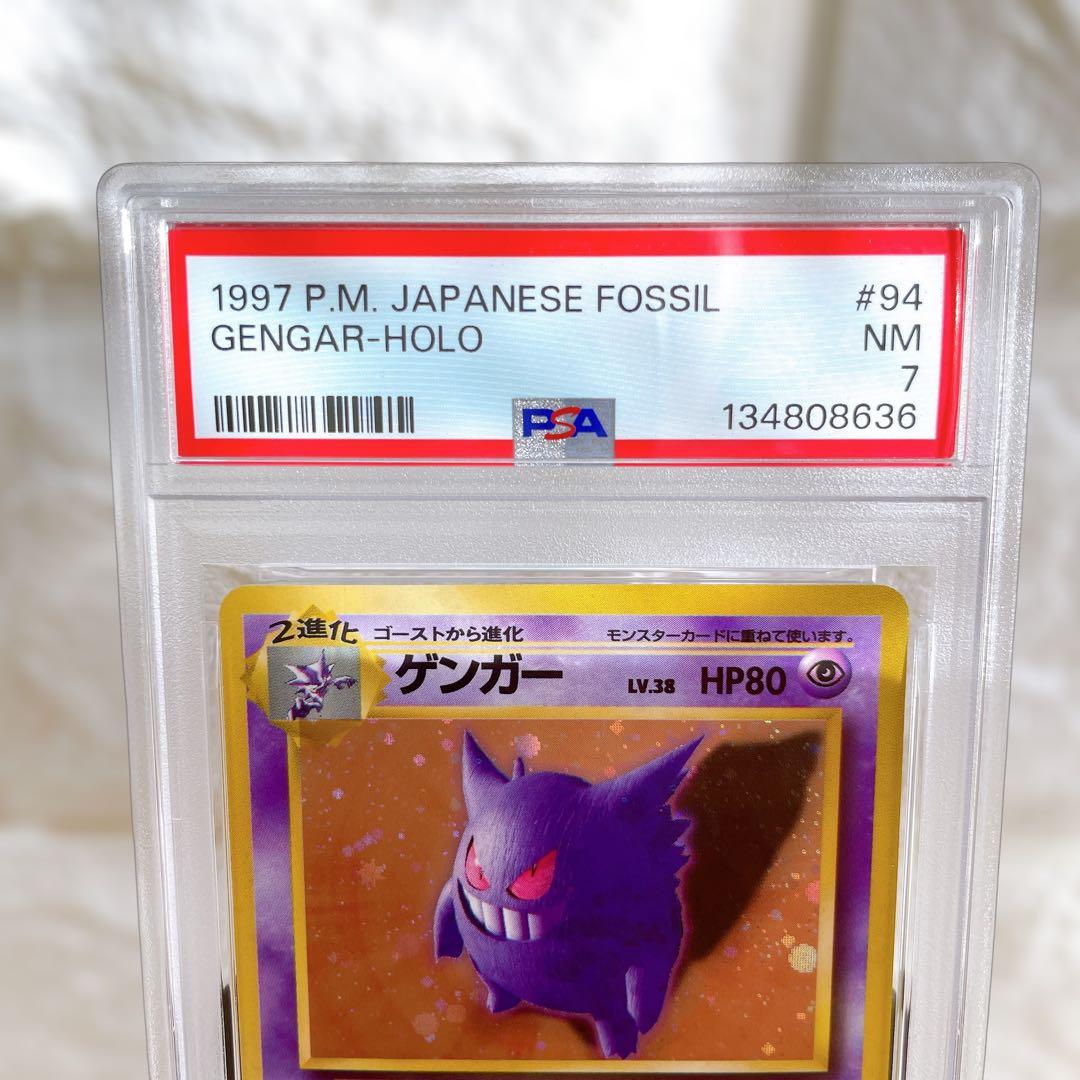 1997 P.M. JAPANESE FOSSIL #94
GENGAR-HOLO NM
7
PSA 134808636
2進化 ゴーストから進化 モンスターカードに重ねて使います。
ゲンガー LV.38 HP80